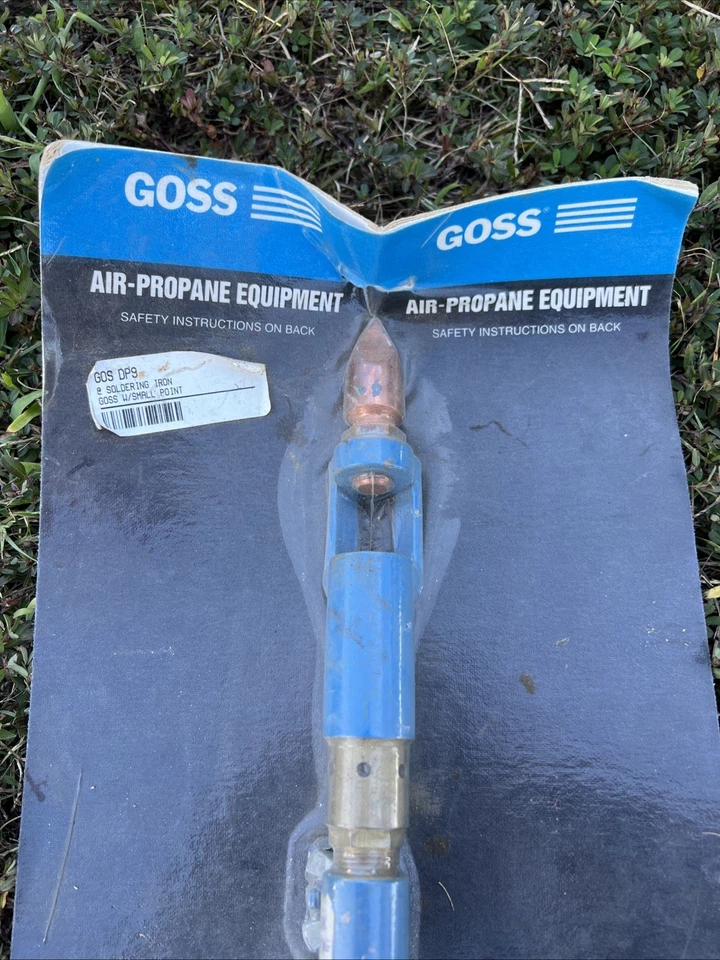 GOSS
AIR-PROPANE EQUIPMENT
SAFETY INSTRUCTIONS ON BACK
GOSS®
AIR-PROPANE EQUIPMENT
SAFETY INSTRUCTIONS ON BACK
GOS DP9
@ SOLDERING IRON
GOSS W/SMALL POINT